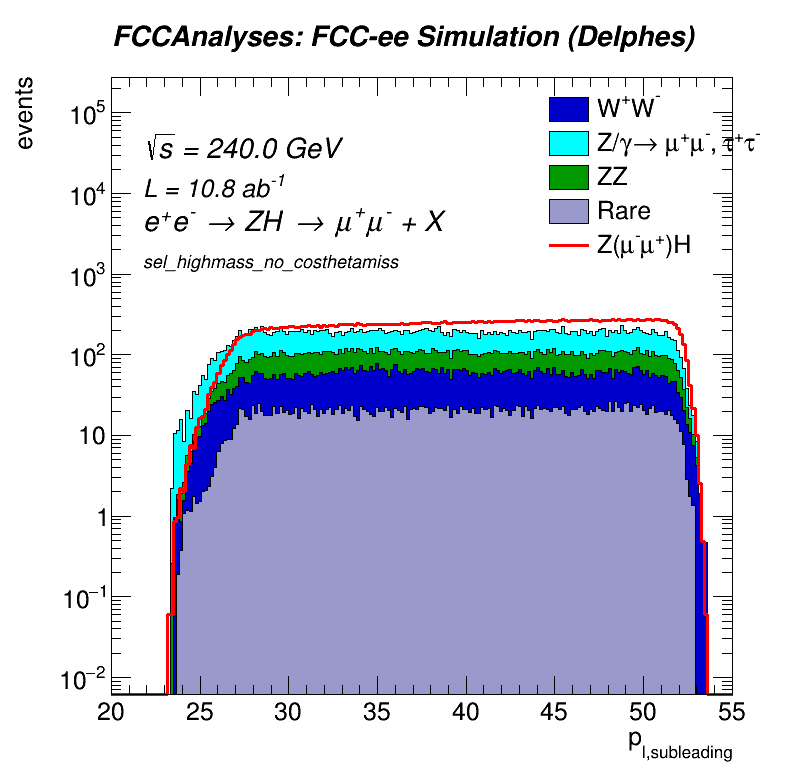 FCCAnalyses: FCC-ee Simulation (Delphes)
events
10⁵
10⁴
10³
10²
10
1
10⁻¹
10⁻²
√s = 240.0 GeV
L = 10.8 ab⁻¹
e⁺e⁻ → ZH → μ⁺μ⁻ + X
sel_highmass_no_costhetamiss
W⁺W⁻
Z/γ→ μ⁺μ⁻, τ⁺τ⁻
ZZ
Rare
Z(μ⁻μ⁺)H
20 25 30 35 40 45 50 55
p_l,subleading